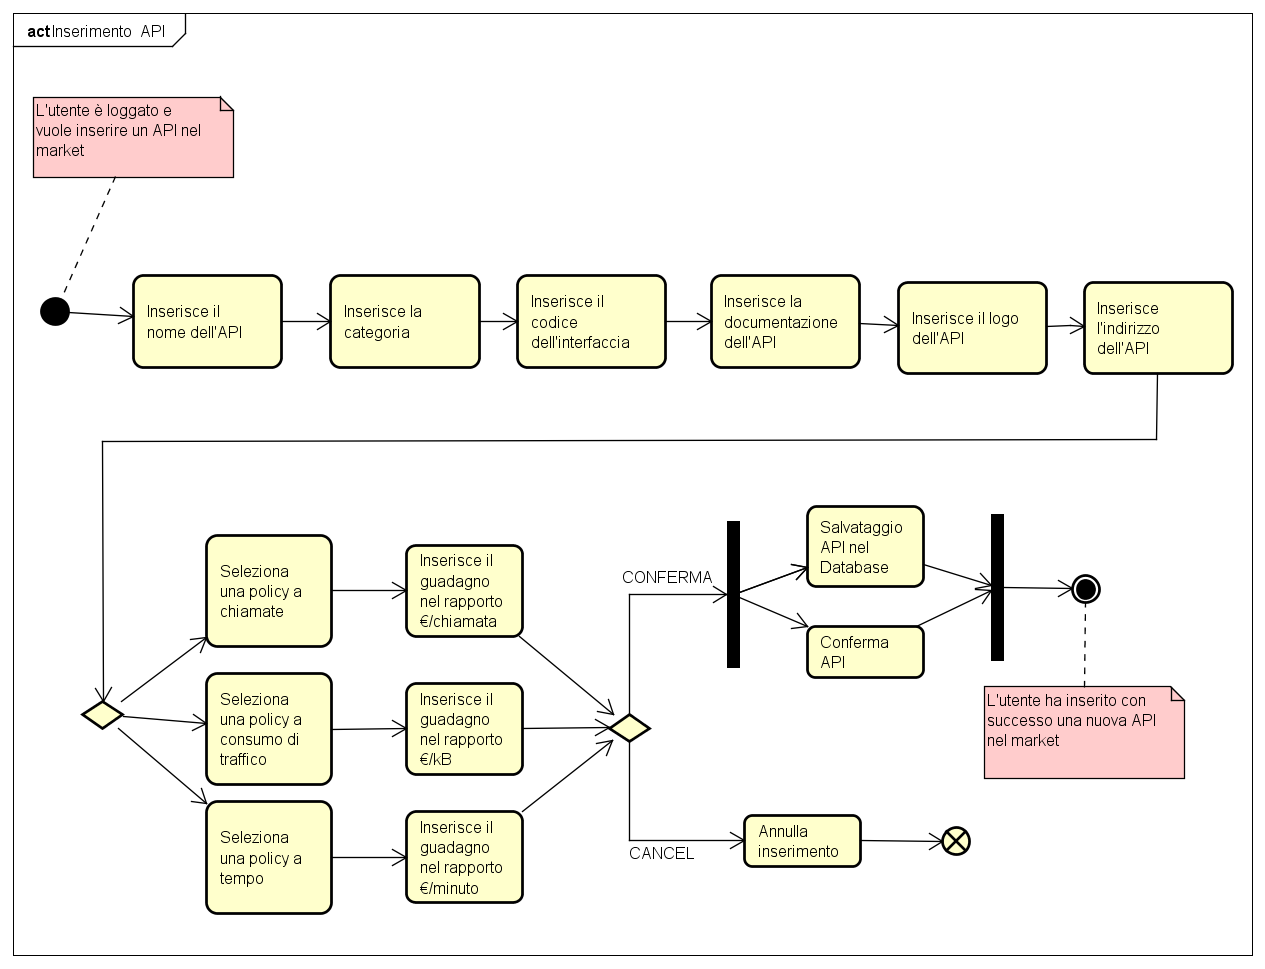 act Inserimento API
L'utente è loggato e
vuole inserire un API nel
market
Inserisce il
nome dell'API
Inserisce la
categoria
Inserisce il
codice
dell'interfaccia
Inserisce la
documentazione
dell'API
Inserisce il logo
dell'API
Inserisce
l'indirizzo
dell'API
Seleziona
una policy a
chiamate
Inserisce il
guadagno
nel rapporto
€/chiamata
Seleziona
una policy a
consumo di
traffico
Inserisce il
guadagno
nel rapporto
€/kB
Seleziona
una policy a
tempo
Inserisce il
guadagno
nel rapporto
€/minuto
CONFERMA
Salvataggio
API nel
Database
Conferma
API
L'utente ha inserito con
successo una nuova API
nel market
CANCEL
Annulla
inserimento